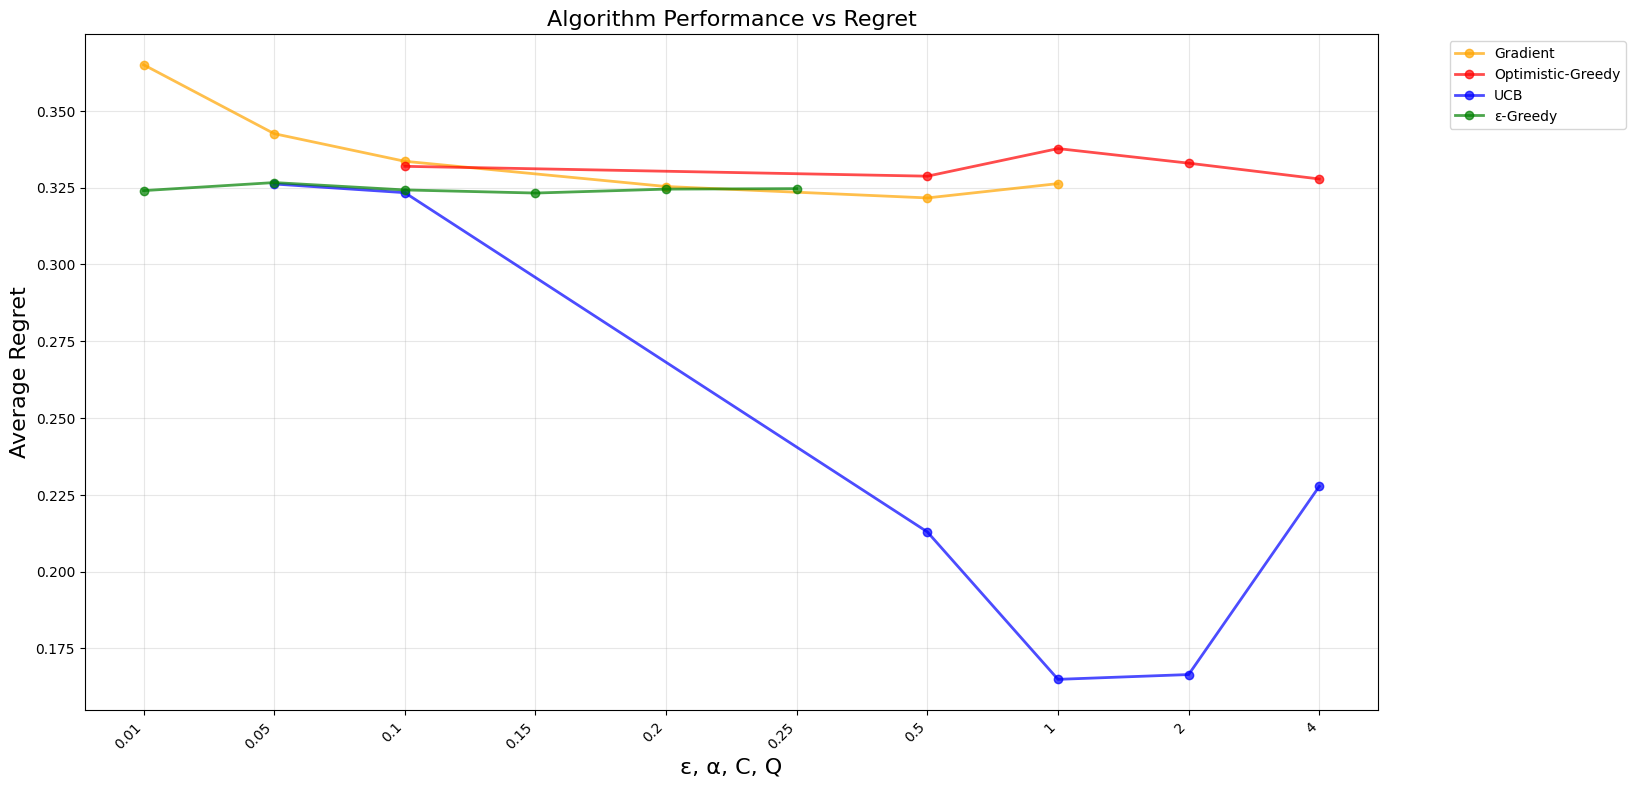 Algorithm Performance vs Regret
Gradient
Optimistic-Greedy
UCB
ε-Greedy
Average Regret
0.350
0.325
0.300
0.275
0.250
0.225
0.200
0.175
0.01
0.05
0.1
0.15
0.2
0.25
0.5
1
2
4
ε, α, C, Q